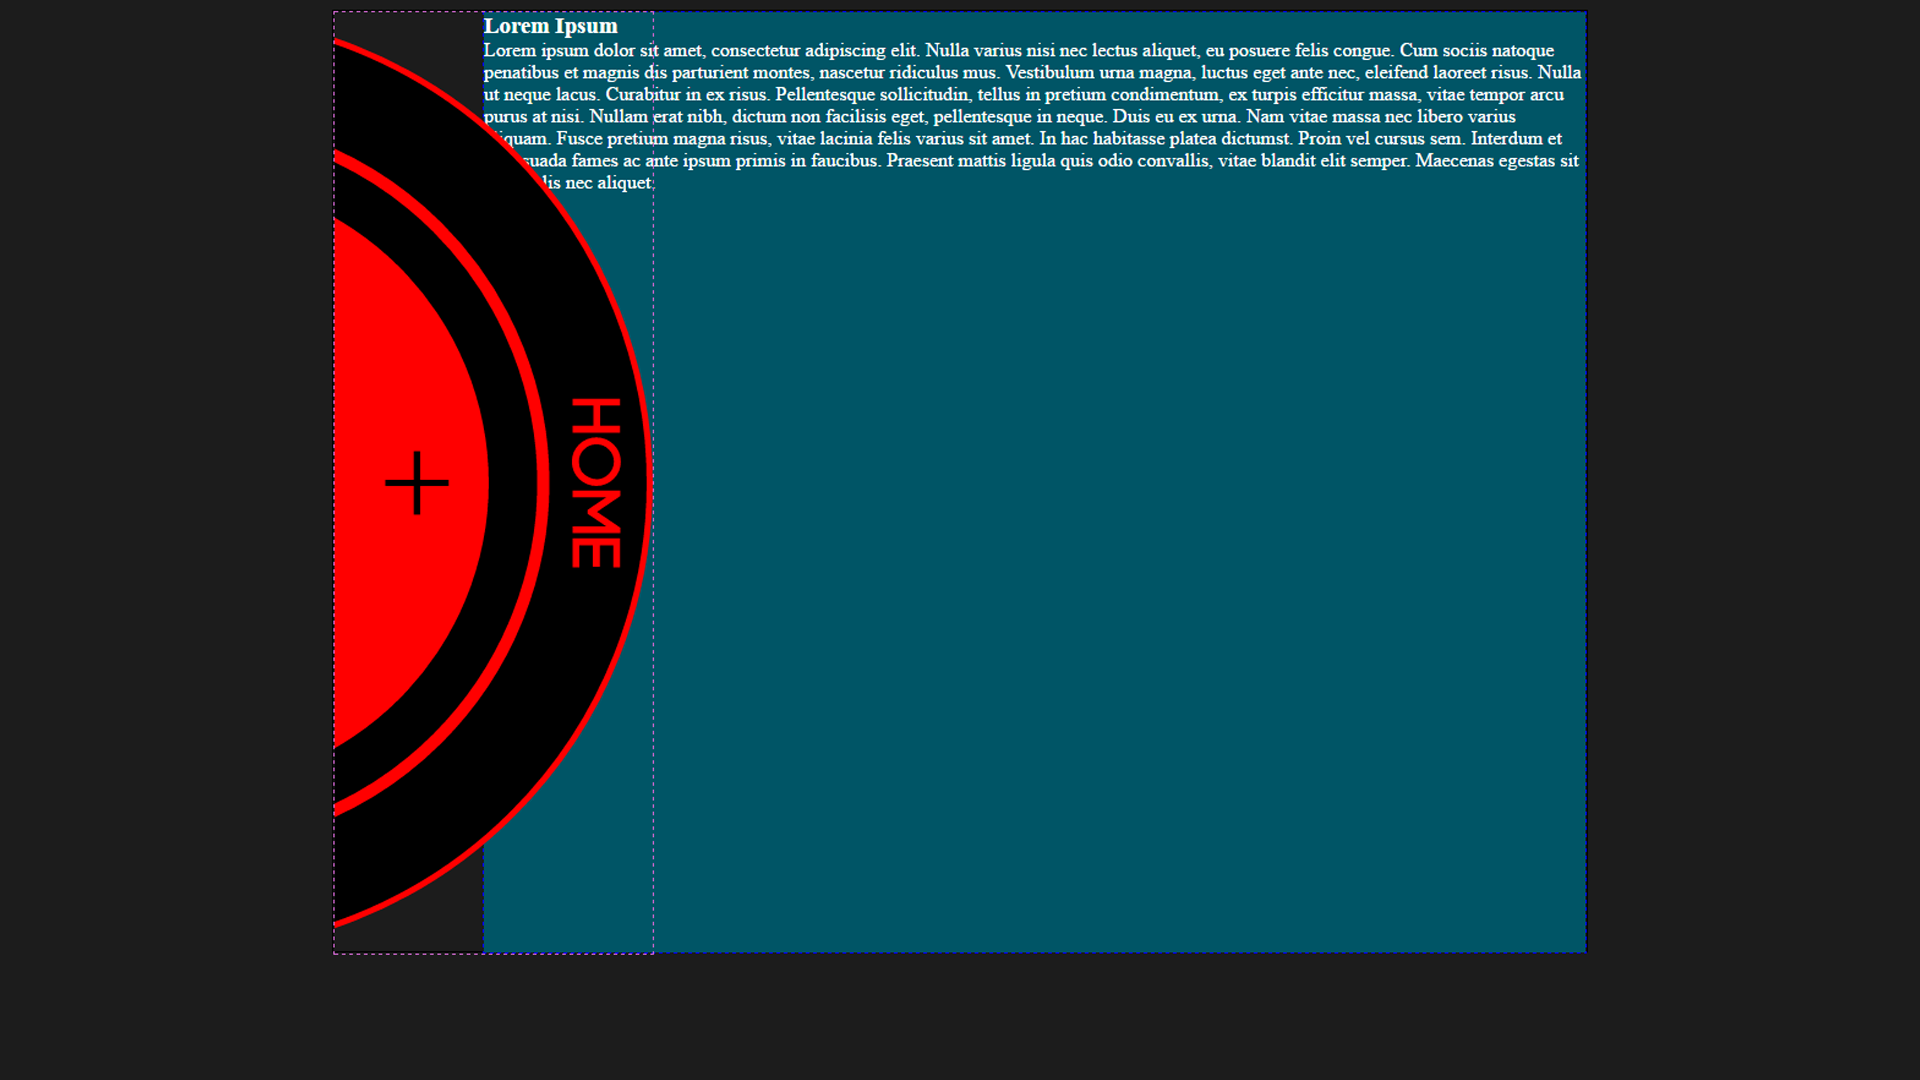 Lorem Ipsum
Lorem ipsum dolor sit amet, consectetur adipiscing elit. Nulla varius nisi nec lectus aliquet, eu posuere felis congue. Cum sociis natoque
penatibus et magnis dis parturient montes, nascetur ridiculus mus. Vestibulum urna magna, luctus eget ante nec, eleifend laoreet risus. Nulla
ut neque lacus. Curabitur in ex risus. Pellentesque sollicitudin, tellus in pretium condimentum, ex turpis efficitur massa, vitae tempor arcu
purus at nisi. Nullam erat nibh, dictum non facilisis eget, pellentesque in neque. Duis eu ex urna. Nam vitae massa nec libero varius
Fusce pretium magna risus, vitae lacinia felis varius sit amet. In hac habitasse platea dictumst. Proin vel cursus sem. Interdum et
fames ac ante ipsum primis in faucibus. Praesent mattis ligula quis odio convallis, vitae blandit elit semper. Maecenas egestas sit
nec aliquet.
HOME